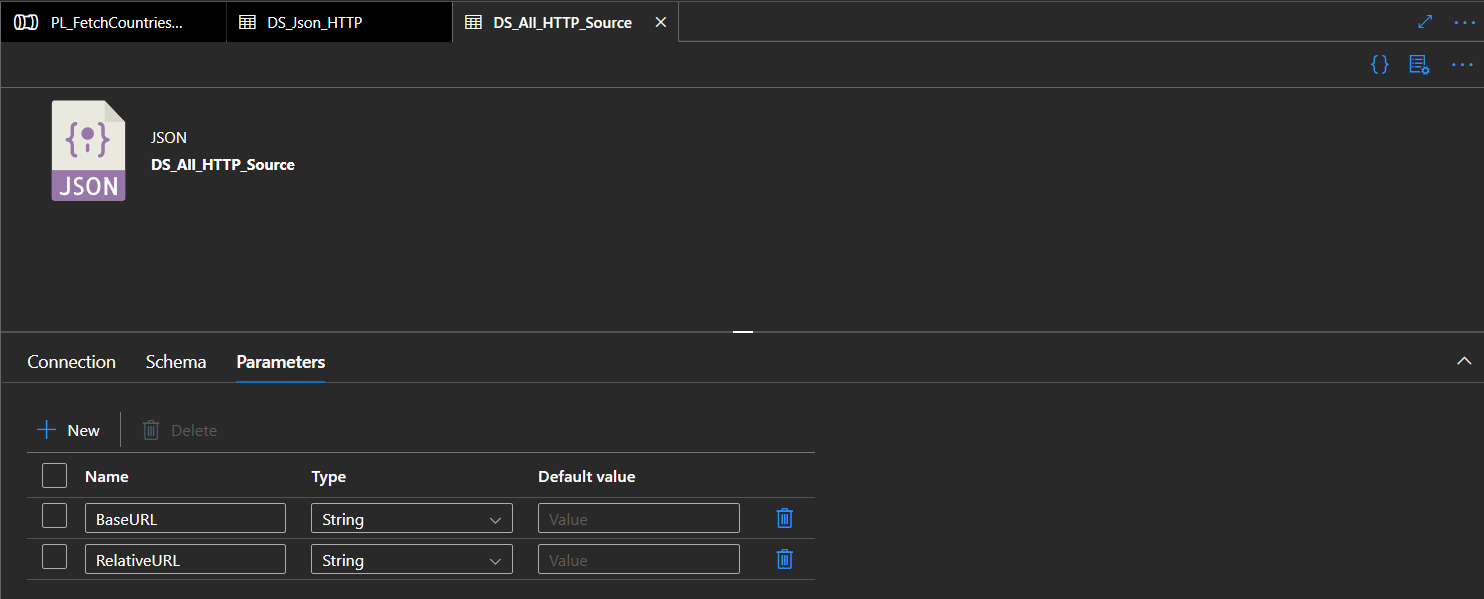 PL_FetchCountries... DS_Json_HTTP DS_All_HTTP_Source
{}
JSON
JSON
DS_All_HTTP_Source
Connection Schema Parameters
New Delete
Name Type Default value
BaseURL String Value
RelativeURL String Value